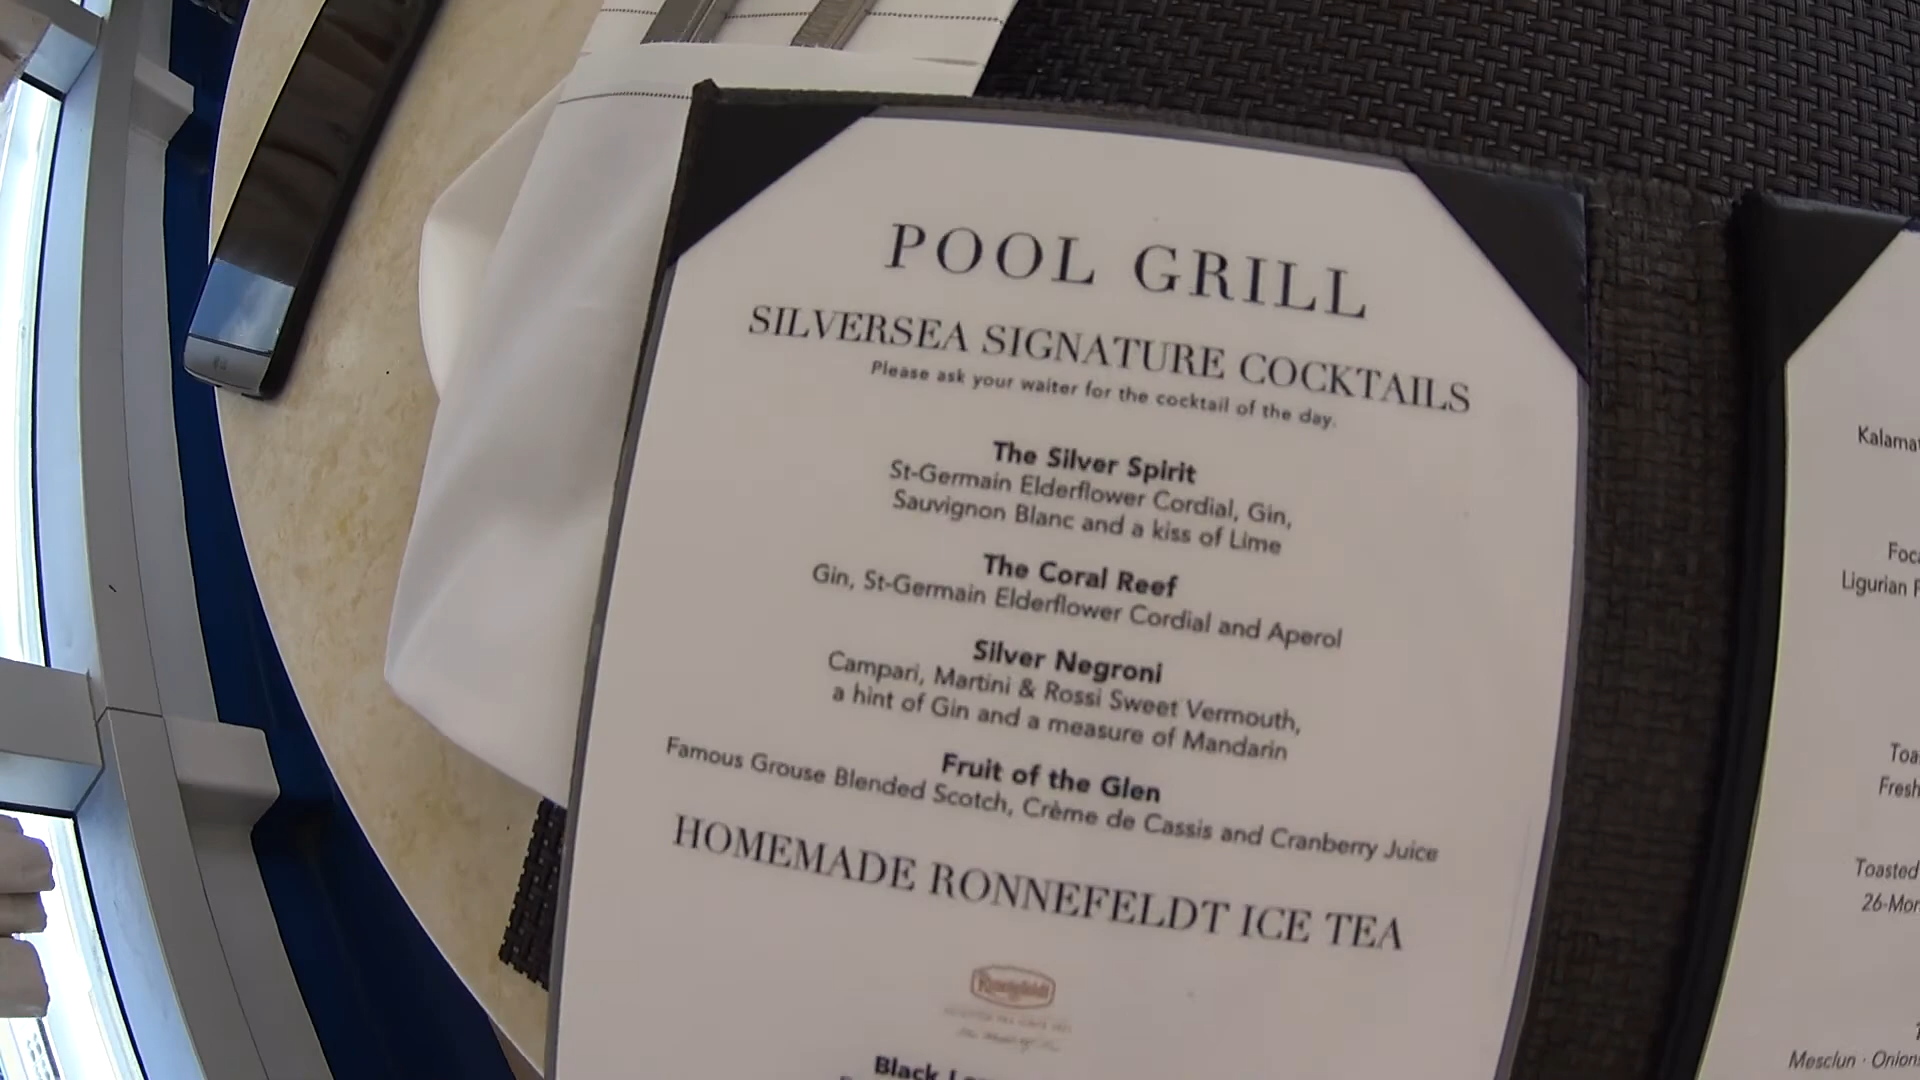 POOL GRILL
SILVERSEA SIGNATURE COCKTAILS
Please ask your waiter for the cocktail of the day.
The Silver Spirit
St-Germain Elderflower Cordial, Gin,
Sauvignon Blanc and a kiss of Lime
The Coral Reef
Gin, St-Germain Elderflower Cordial and Aperol
Silver Negroni
Campari, Martini & Rossi Sweet Vermouth,
a hint of Gin and a measure of Mandarin
Fruit of the Glen
Famous Grouse Blended Scotch, Crème de Cassis and Cranberry Juice
HOMEMADE RONNEFELDT ICE TEA
Ronnefeldt
Black
Kalamat
Foca
Ligurian
Toa
Fresh
Toasted
26-Mon
Mesclun · Onion